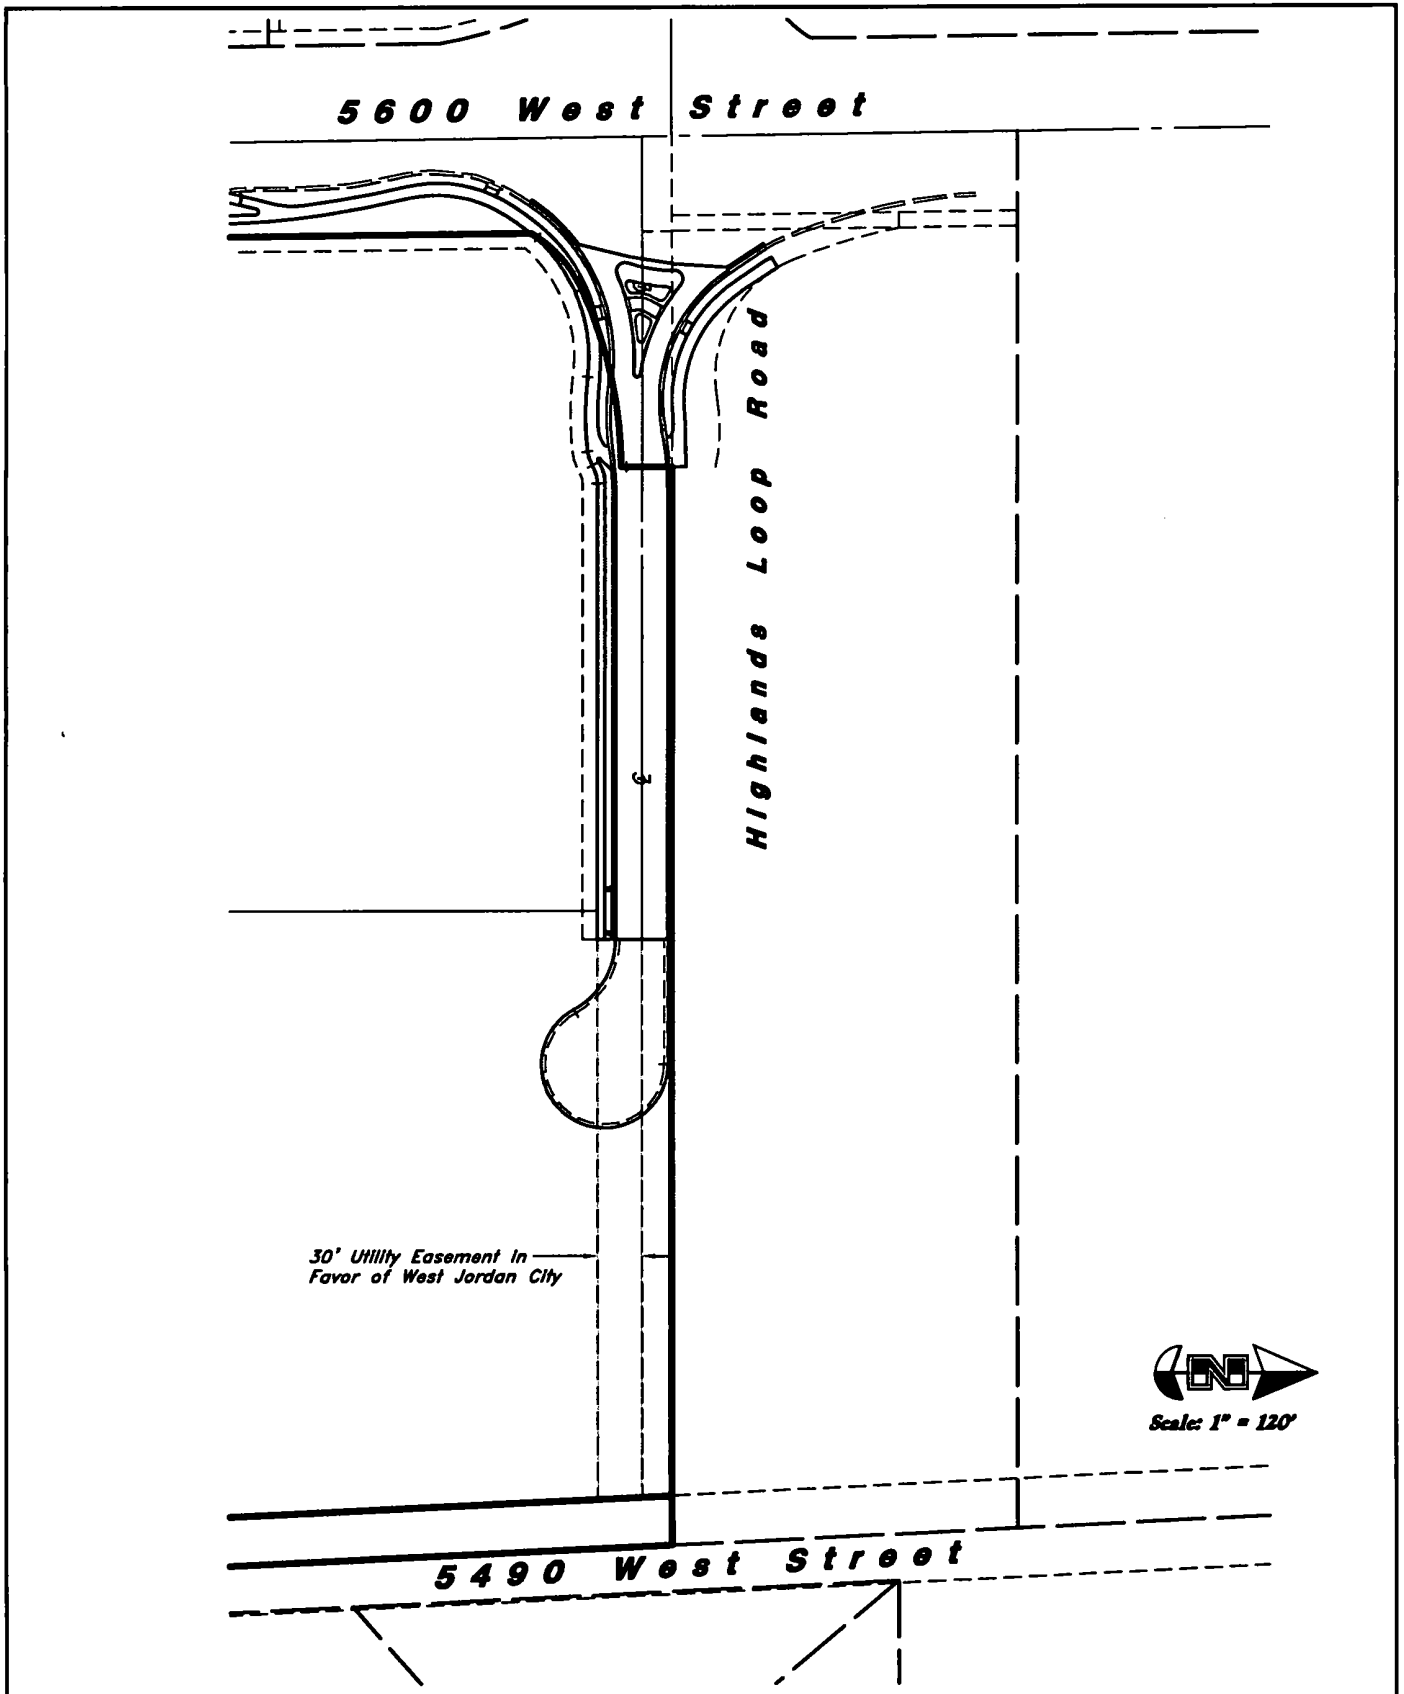 5600 West Street
Highlands Loop Road
30' Utility Easement in
Favor of West Jordan City
N
Scale: 1" = 120'
5490 West Street